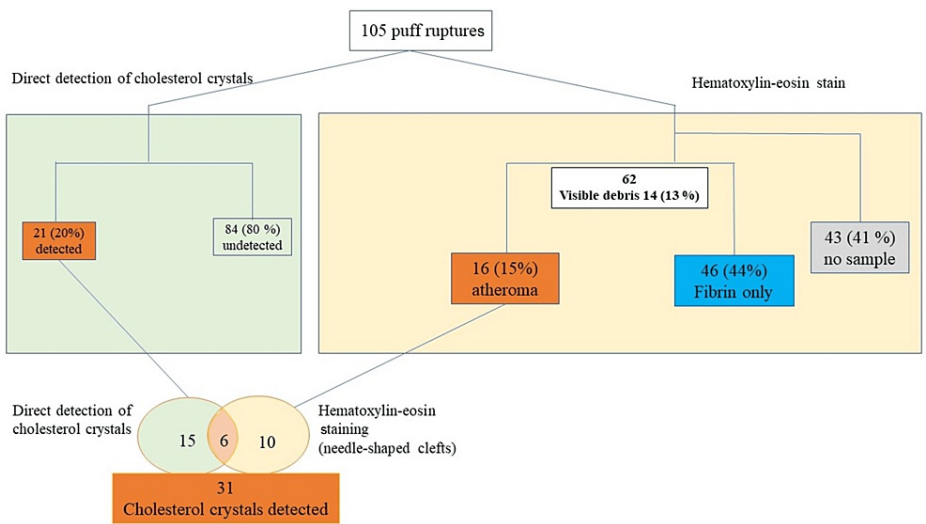 105 puff ruptures
Direct detection of cholesterol crystals
Hematoxylin-eosin stain
62
Visible debris 14 (13 %)
21 (20%)
detected
84 (80 %)
undetected
43 (41 %)
no sample
16 (15%)
atheroma
46 (44%)
Fibrin only
Direct detection of
cholesterol crystals
15
6
10
Hematoxylin-eosin
staining
(needle-shaped clefts)
31
Cholesterol crystals detected